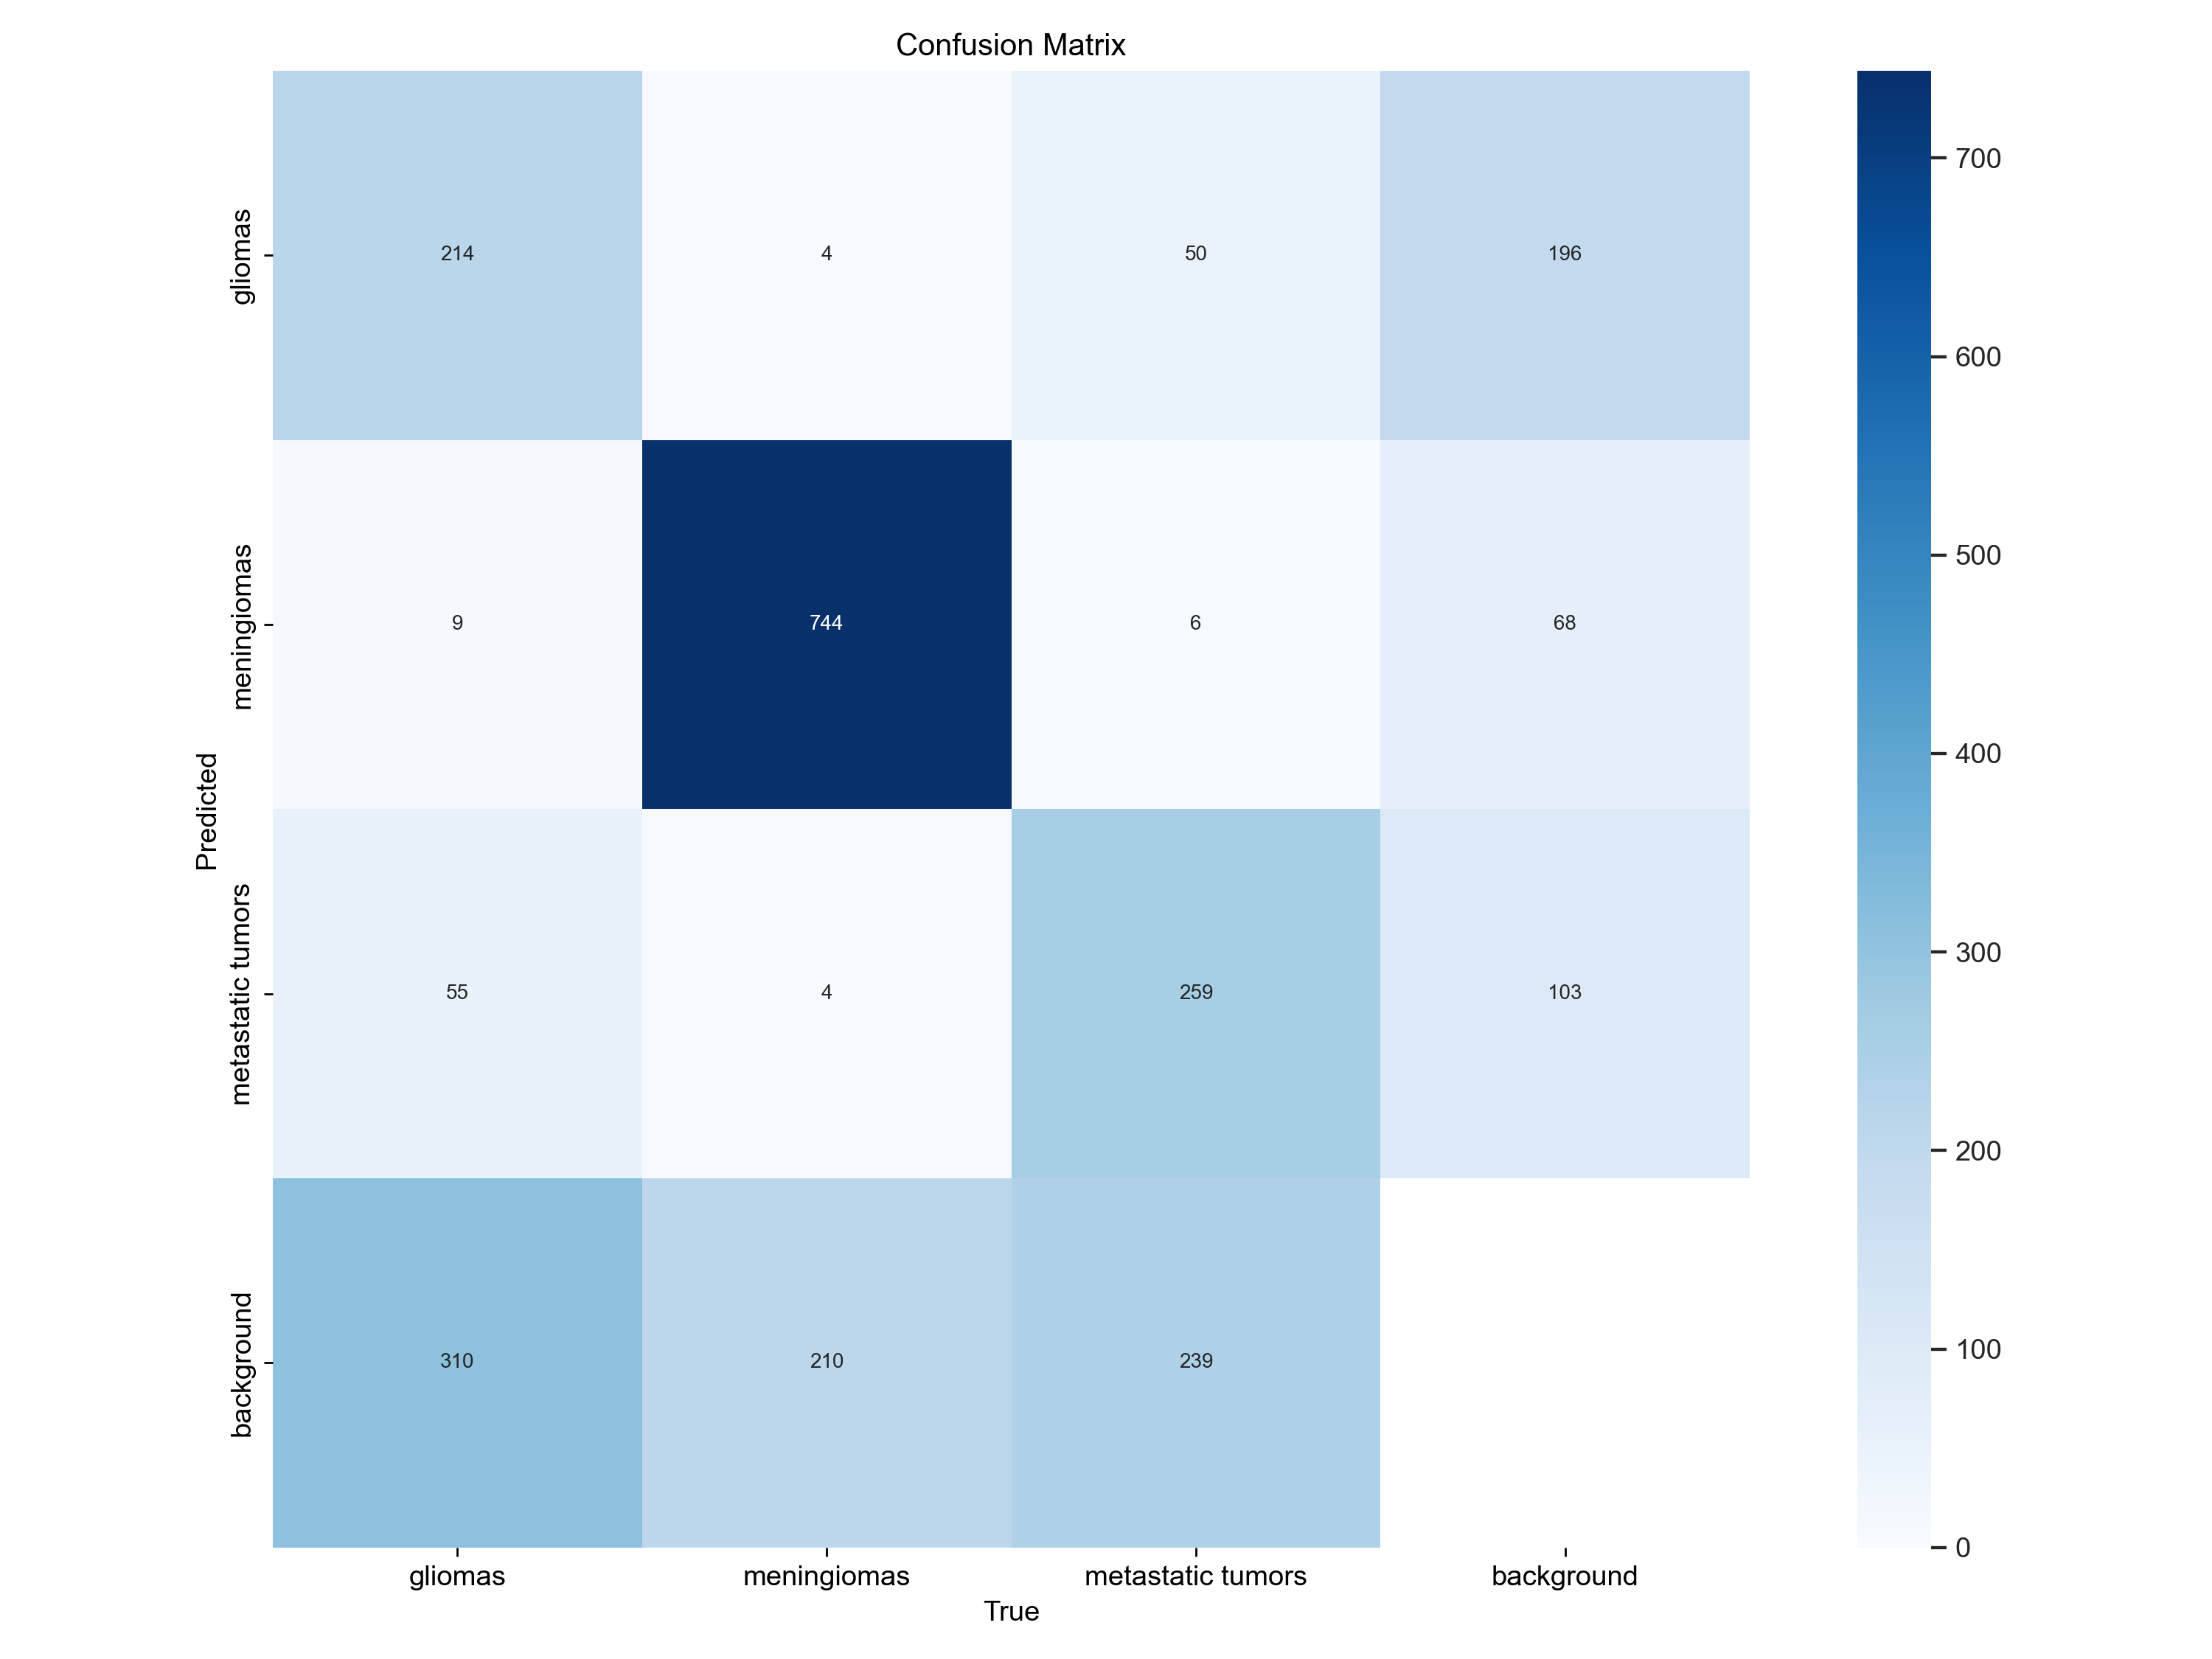 Confusion Matrix
gliomas
214
4
50
196
meningiomas
9
744
6
68
metastatic tumors
55
4
259
103
background
310
210
239
gliomas
meningiomas
metastatic tumors
background
True
Predicted
700
600
500
400
300
200
100
0